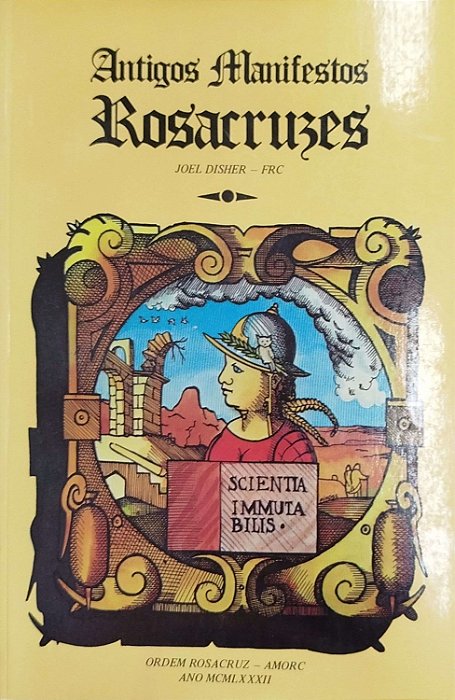 Antigos Manifestos
Rosacruzes
JOEL DISHER – FRC
SCIENTIA
IMMUTA
BILIS •
ORDEM ROSACRUZ – AMORC
ANO MCMLXXXII